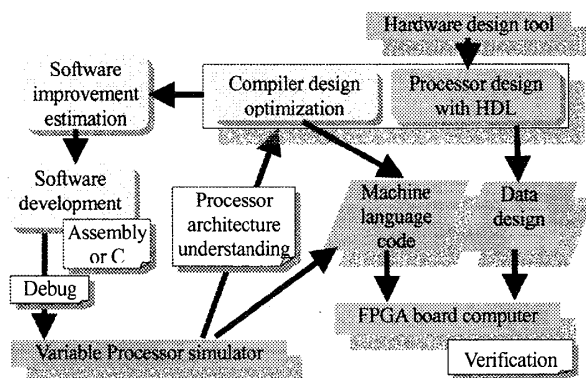 Hardware design tool
Software
improvement
estimation
Compiler design
optimization
Processor design
with HDL
Software
development
Assembly
or C
Processor
architecture
understanding
Machine
language
code
Data
design
Debug
FPGA board computer
Variable Processor simulator
Verification